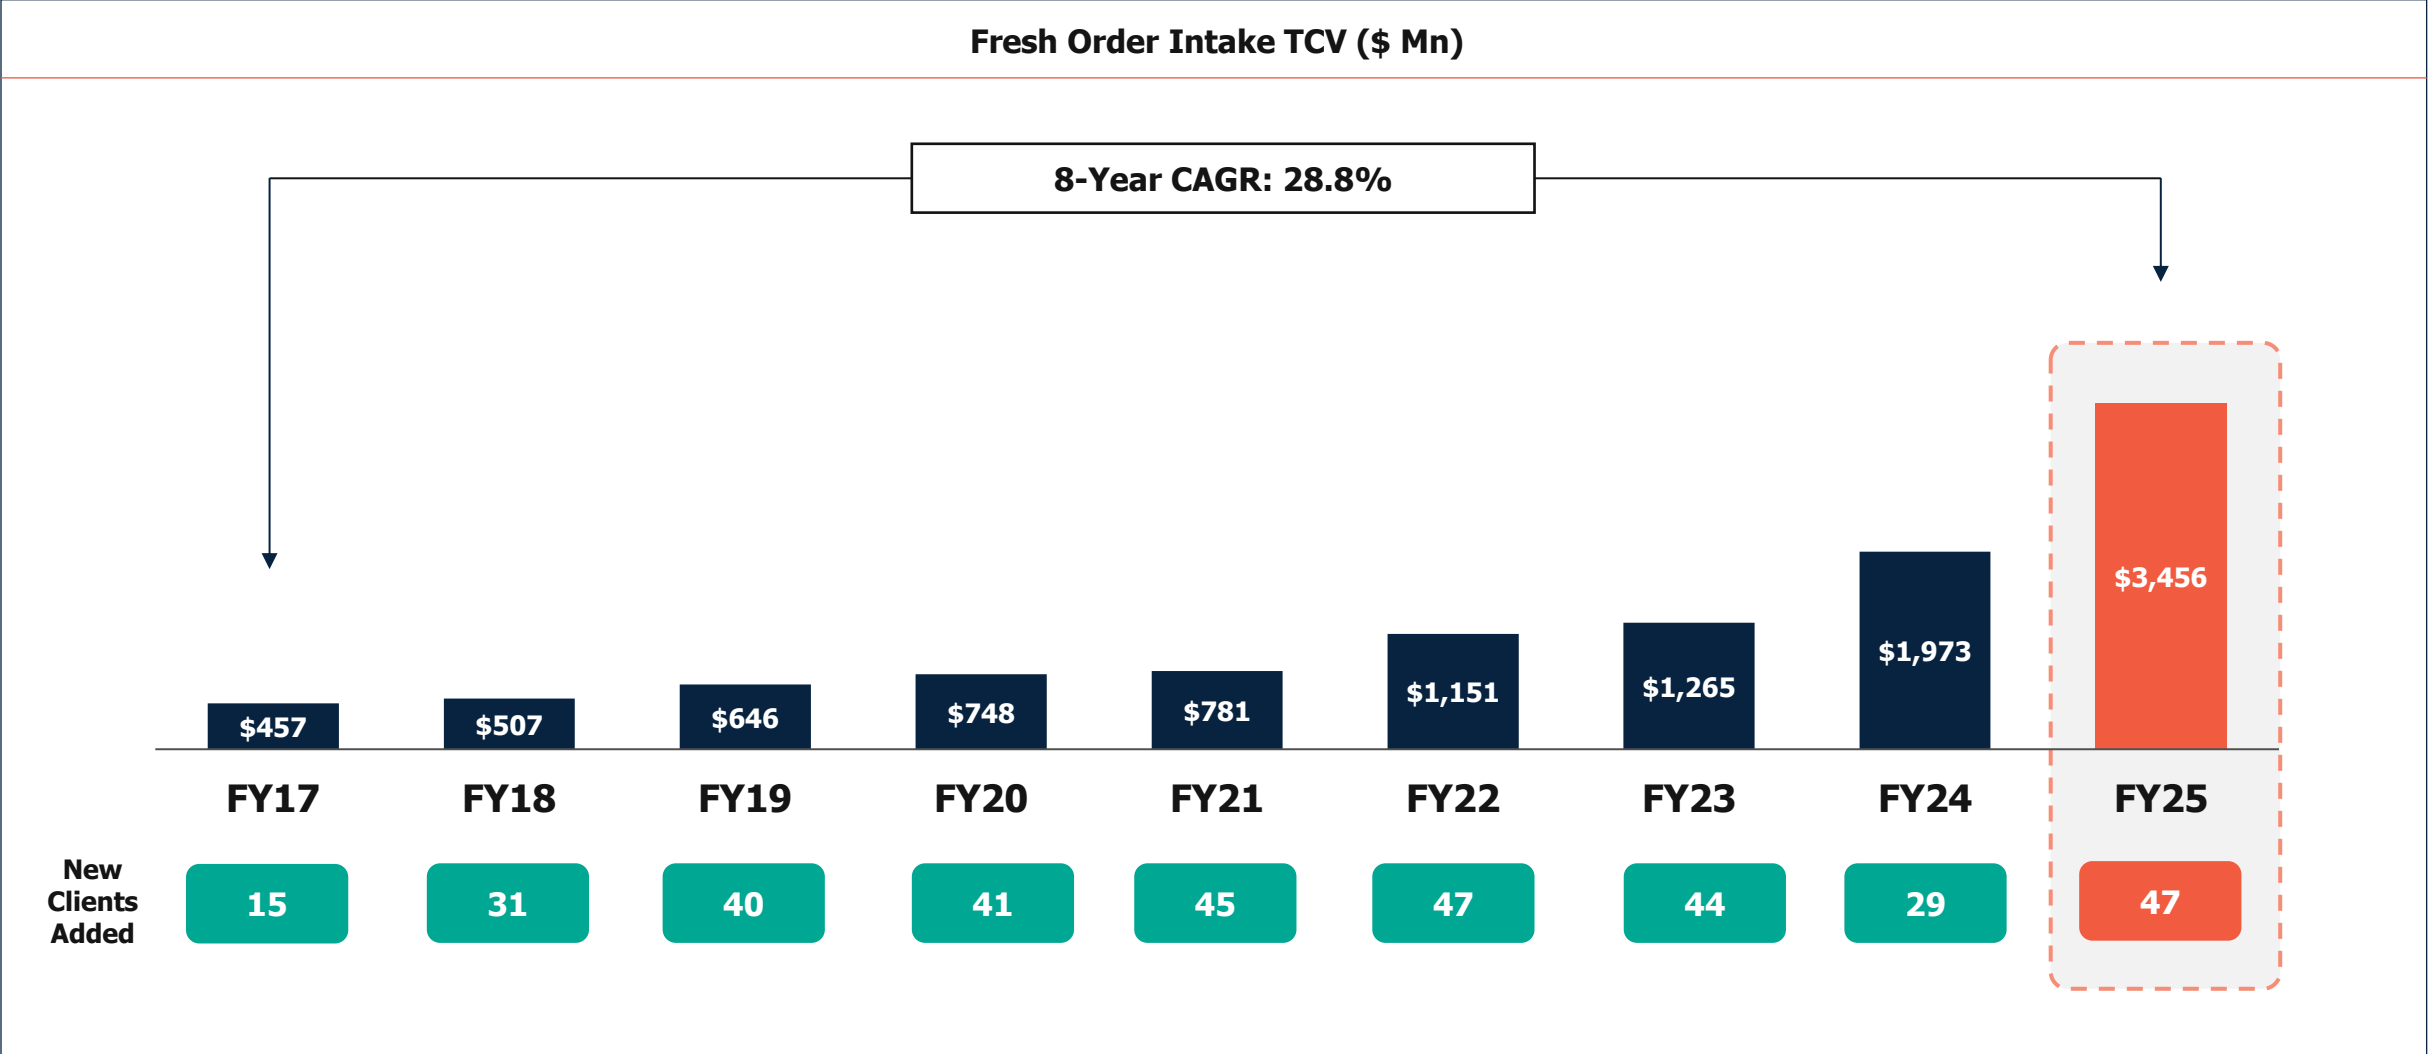 Fresh Order Intake TCV ($ Mn)
8-Year CAGR: 28.8%
$457
$507
$646
$748
$781
$1,151
$1,265
$1,973
$3,456
FY17
FY18
FY19
FY20
FY21
FY22
FY23
FY24
FY25
New
Clients
Added
15
31
40
41
45
47
44
29
47